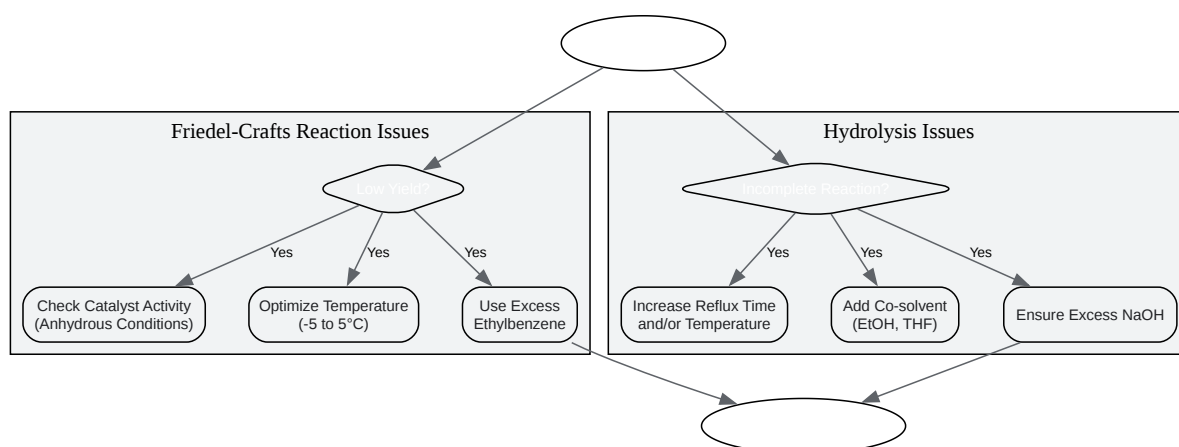 Friedel-Crafts Reaction Issues
Hydrolysis Issues
Low Yield?
Incomplete Reaction?
Yes
Yes
Yes
Yes
Yes
Yes
Check Catalyst Activity
(Anhydrous Conditions)
Optimize Temperature
(-5 to 5°C)
Use Excess
Ethylbenzene
Increase Reflux Time
and/or Temperature
Add Co-solvent
(EtOH, THF)
Ensure Excess NaOH